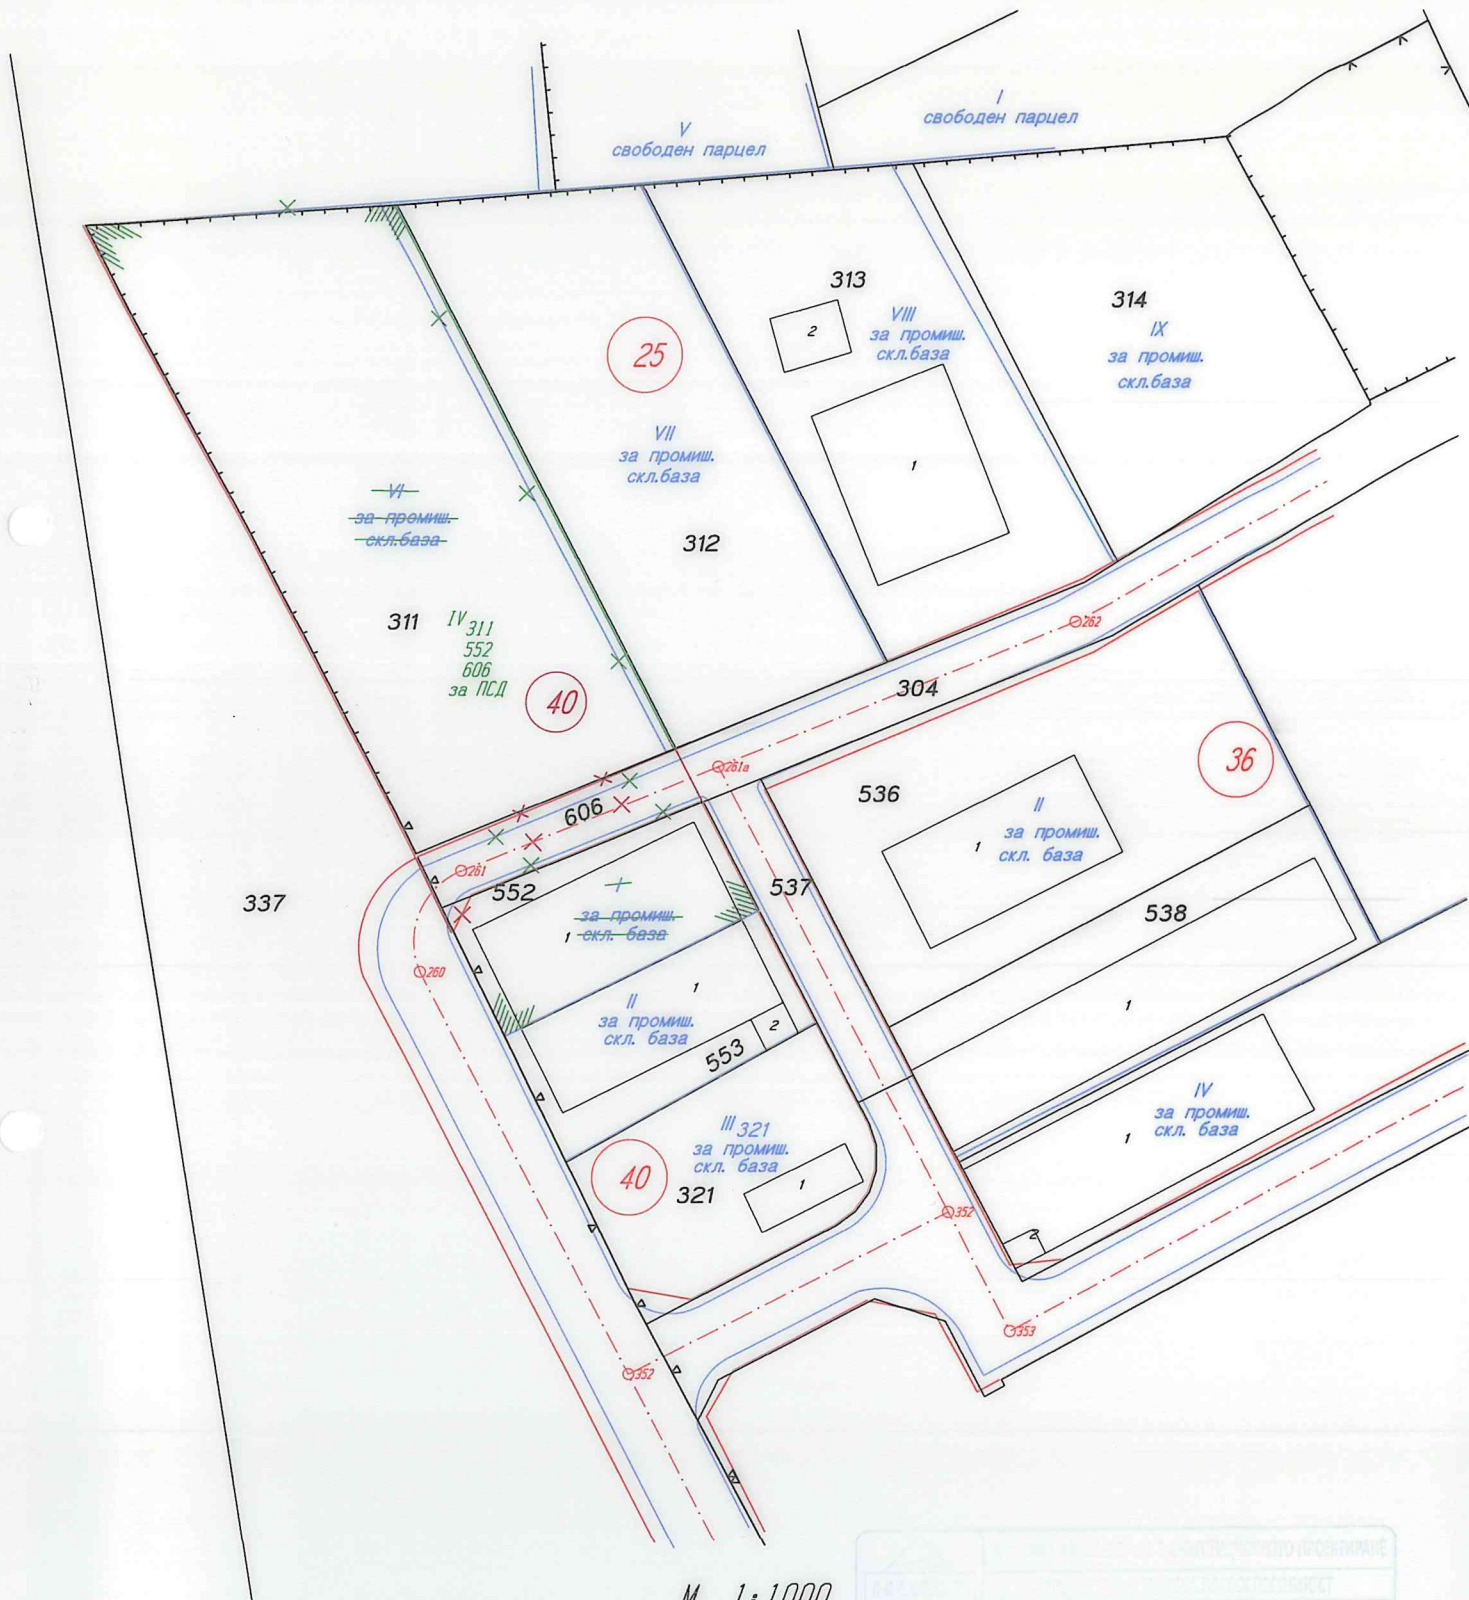 I
свободен парцел
V
свободен парцел
313
2
VIII
за промиш.
скл.база
314
IX
за промиш.
скл.база
25
VII
за промиш.
скл.база
1
VI
за промиш.
скл.база
312
311
IV 311
552
606
за ПСД
40
262
304
261a
36
606
536
II
за промиш.
скл. база
1
261
552
537
337
I
за промиш.
скл. база
1
538
260
1
II
за промиш.
скл. база
2
553
1
IV
за промиш.
скл. база
1
III 321
за промиш.
скл. база
40
321
1
352
2
353
352
М 1:1000